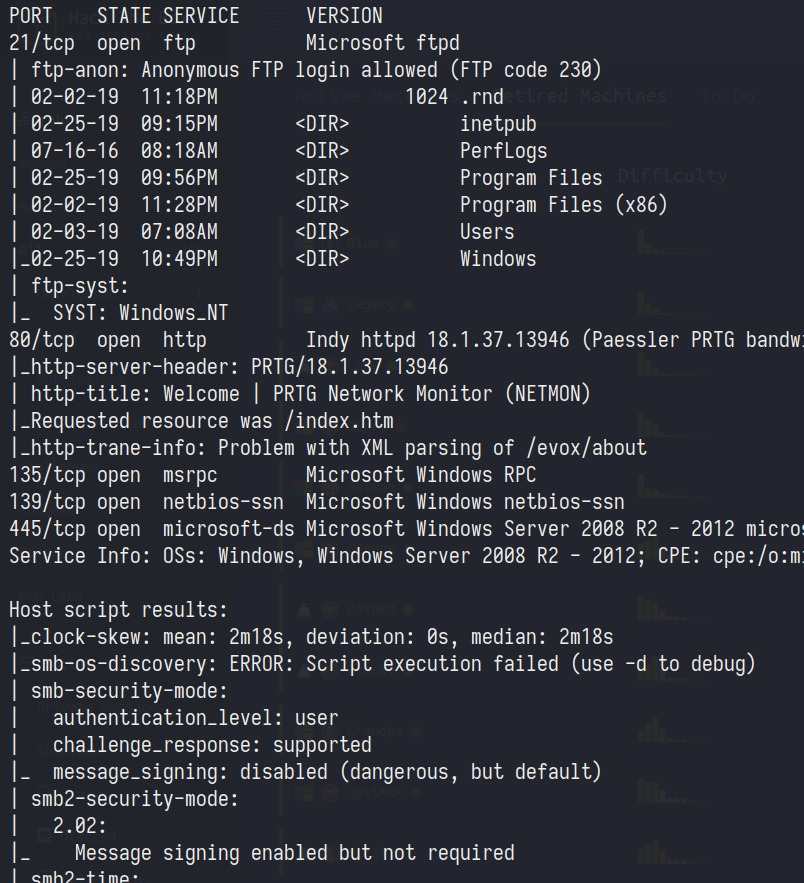 PORT    STATE SERVICE      VERSION
21/tcp  open  ftp          Microsoft ftpd
| ftp-anon: Anonymous FTP login allowed (FTP code 230)
| 02-02-19  11:18PM                 1024 .rnd
| 02-25-19  09:15PM       <DIR>          inetpub
| 07-16-16  08:18AM       <DIR>          PerfLogs
| 02-25-19  09:56PM       <DIR>          Program Files
| 02-02-19  11:28PM       <DIR>          Program Files (x86)
| 02-03-19  07:08AM       <DIR>          Users
|_02-25-19  10:49PM       <DIR>          Windows
| ftp-syst:
|_  SYST: Windows_NT
80/tcp  open  http         Indy httpd 18.1.37.13946 (Paessler PRTG bandwi
|_http-server-header: PRTG/18.1.37.13946
| http-title: Welcome | PRTG Network Monitor (NETMON)
|_Requested resource was /index.htm
|_http-trane-info: Problem with XML parsing of /evox/about
135/tcp open  msrpc        Microsoft Windows RPC
139/tcp open  netbios-ssn  Microsoft Windows netbios-ssn
445/tcp open  microsoft-ds Microsoft Windows Server 2008 R2 - 2012 micros
Service Info: OSs: Windows, Windows Server 2008 R2 - 2012; CPE: cpe:/o:mi

Host script results:
|_clock-skew: mean: 2m18s, deviation: 0s, median: 2m18s
|_smb-os-discovery: ERROR: Script execution failed (use -d to debug)
| smb-security-mode:
|   authentication_level: user
|   challenge_response: supported
|_  message_signing: disabled (dangerous, but default)
| smb2-security-mode:
|   2.02:
|_    Message signing enabled but not required
| smb2-time: